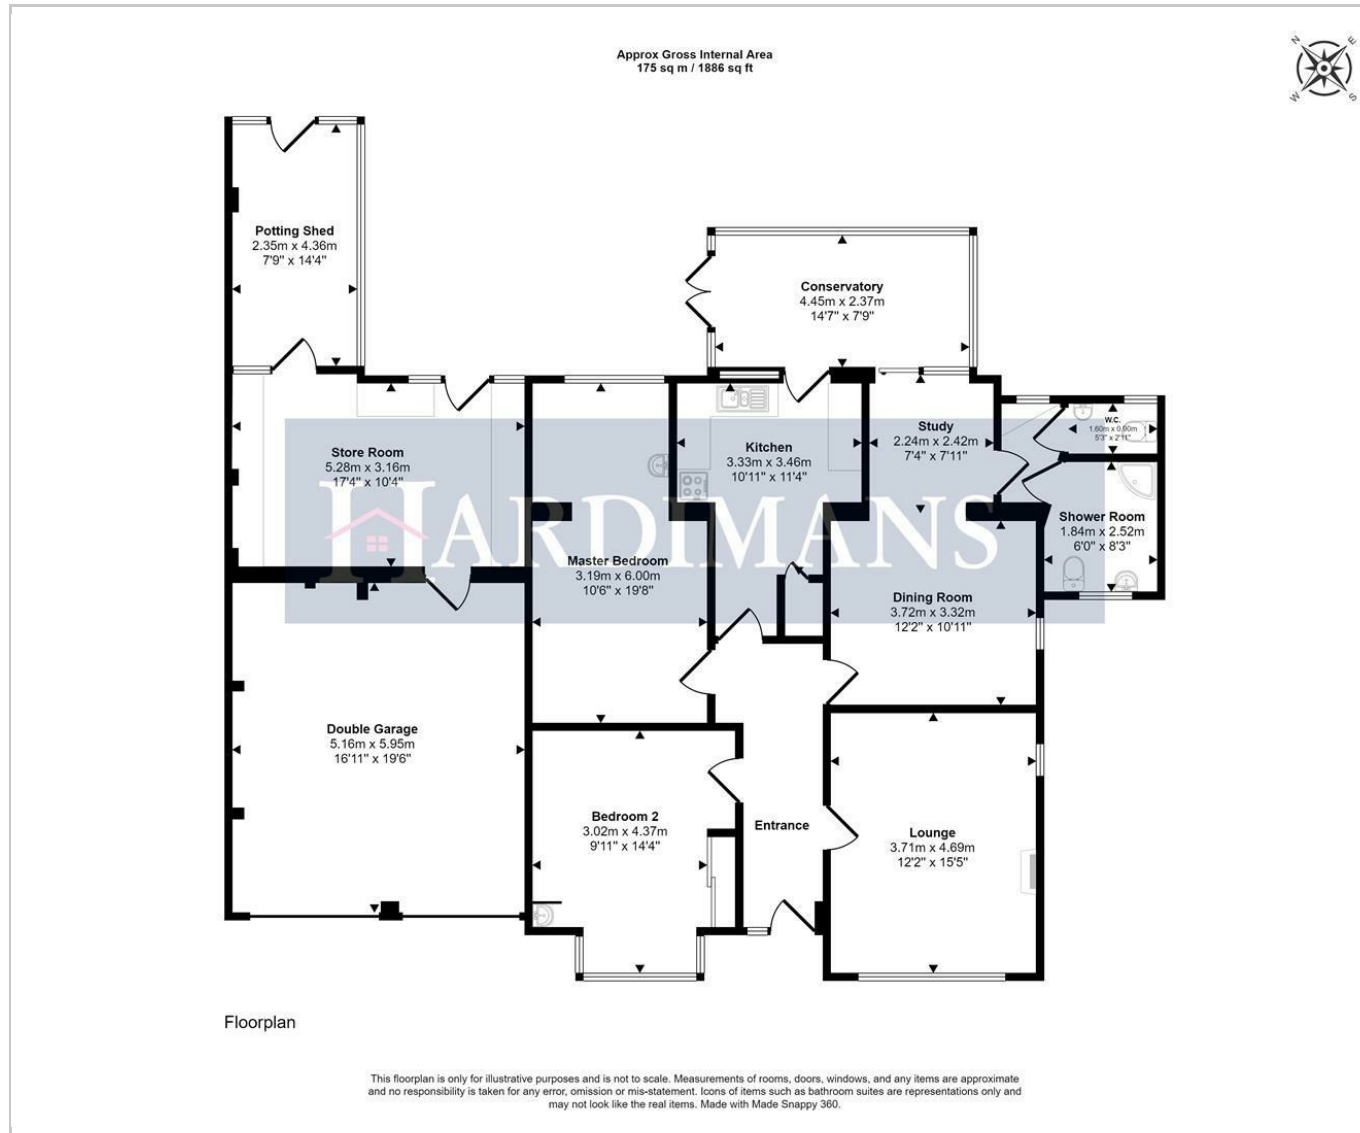 Approx Gross Internal Area
175 sq m / 1886 sq ft
N
E
W
S
Potting Shed
2.35m x 4.36m
7'9" x 14'4"
Conservatory
4.45m x 2.37m
14'7" x 7'9"
Store Room
5.28m x 3.16m
17'4" x 10'4"
Kitchen
3.33m x 3.46m
10'11" x 11'4"
Study
2.24m x 2.42m
7'4" x 7'11"
W.C.
1.60m x 0.90m
5'3" x 2'11"
HARDIMANS
Shower Room
1.84m x 2.52m
6'0" x 8'3"
Master Bedroom
3.19m x 6.00m
10'6" x 19'8"
Dining Room
3.72m x 3.32m
12'2" x 10'11"
Double Garage
5.16m x 5.95m
16'11" x 19'6"
Bedroom 2
3.02m x 4.37m
9'11" x 14'4"
Entrance
Lounge
3.71m x 4.69m
12'2" x 15'5"
Floorplan
This floorplan is only for illustrative purposes and is not to scale. Measurements of rooms, doors, windows, and any items are approximate
and no responsibility is taken for any error, omission or mis-statement. Icons of items such as bathroom suites are representations only and
may not look like the real items. Made with Made Snappy 360.